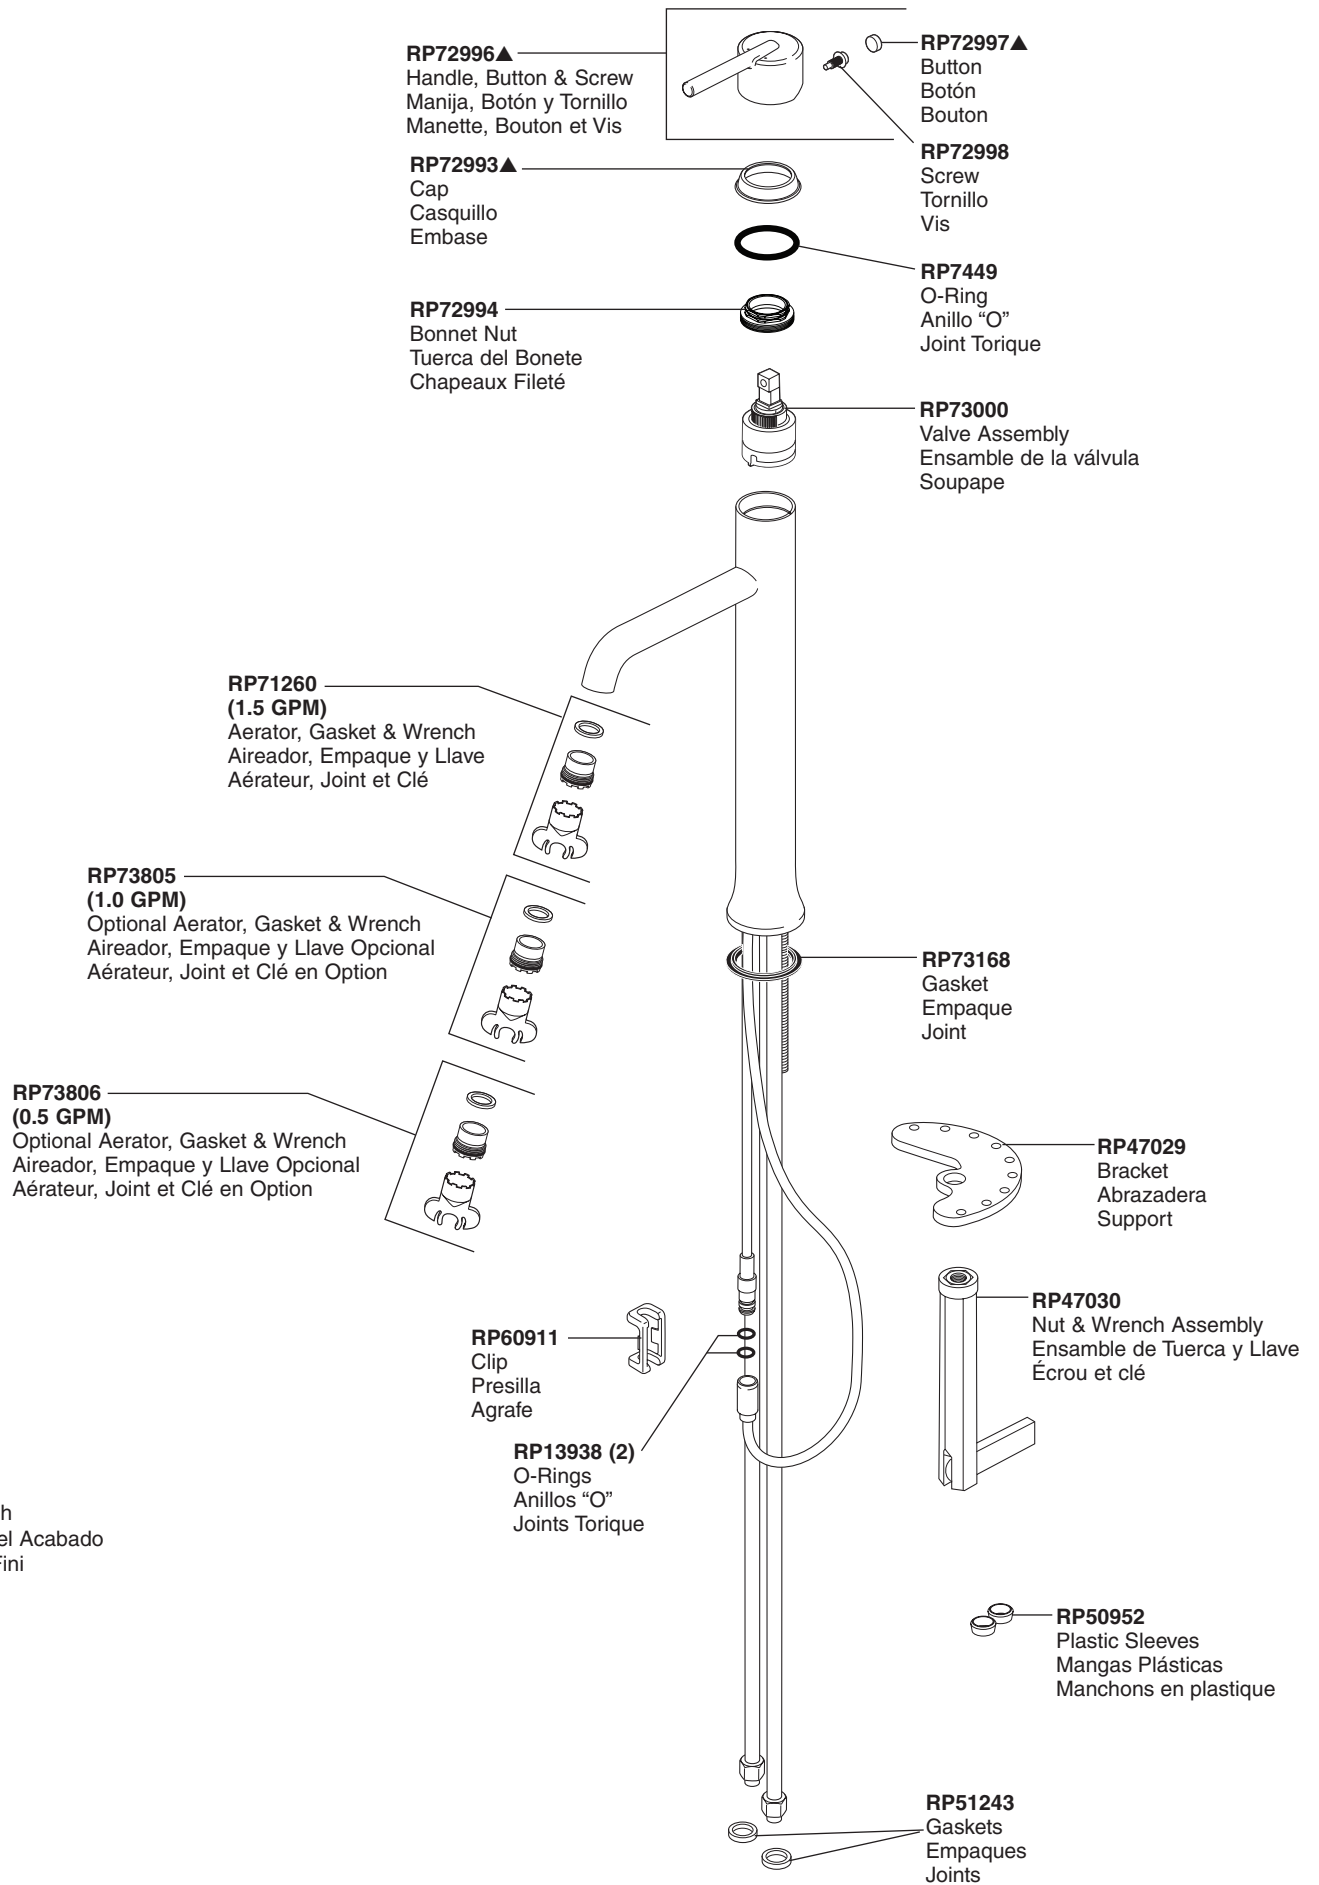 RP72996▲
Handle, Button & Screw
Manija, Botón y Tornillo
Manette, Bouton et Vis
RP72997▲
Button
Botón
Bouton
RP72998
Screw
Tornillo
Vis
RP72993▲
Cap
Casquillo
Embase
RP7449
O-Ring
Anillo “O”
Joint Torique
RP72994
Bonnet Nut
Tuerca del Bonete
Chapeaux Fileté
RP73000
Valve Assembly
Ensamble de la válvula
Soupape
RP71260
(1.5 GPM)
Aerator, Gasket & Wrench
Aireador, Empaque y Llave
Aérateur, Joint et Clé
RP73805
(1.0 GPM)
Optional Aerator, Gasket & Wrench
Aireador, Empaque y Llave Opcional
Aérateur, Joint et Clé en Option
RP73168
Gasket
Empaque
Joint
RP73806
(0.5 GPM)
Optional Aerator, Gasket & Wrench
Aireador, Empaque y Llave Opcional
Aérateur, Joint et Clé en Option
RP47029
Bracket
Abrazadera
Support
RP47030
Nut & Wrench Assembly
Ensamble de Tuerca y Llave
Écrou et clé
RP60911
Clip
Presilla
Agrafe
RP13938 (2)
O-Rings
Anillos “O”
Joints Torique
h
el Acabado
Fini
RP50952
Plastic Sleeves
Mangas Plásticas
Manchons en plastique
RP51243
Gaskets
Empaques
Joints